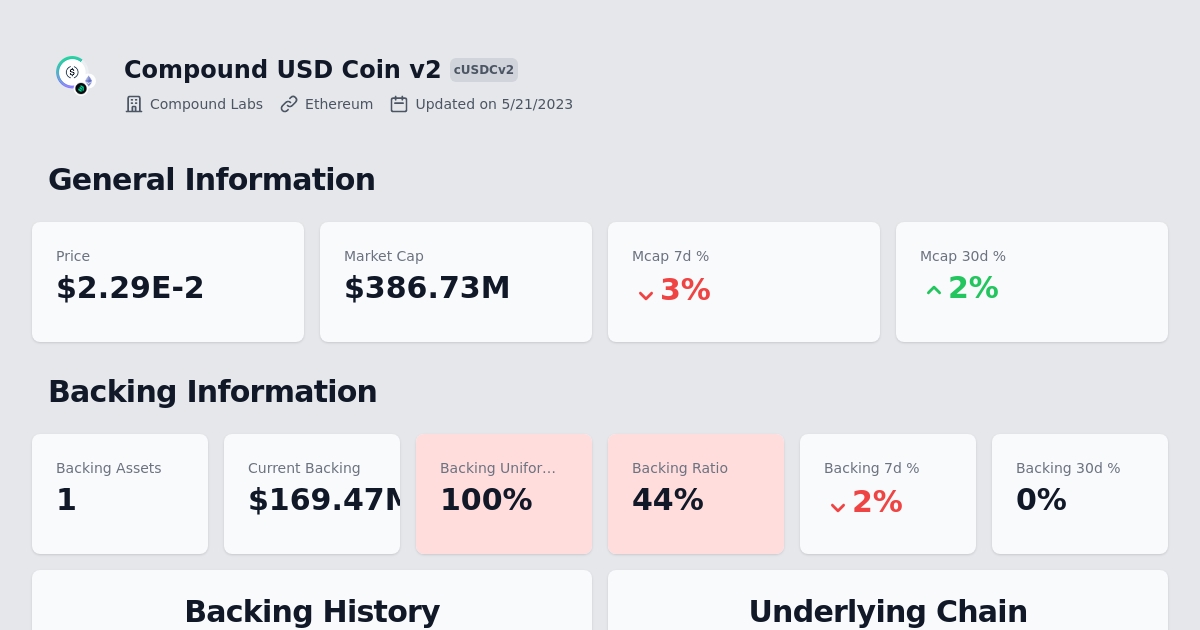 Compound USD Coin v2 cUSDCv2
Compound Labs Ethereum Updated on 5/21/2023
General Information
Price
$2.29E-2
Market Cap
$386.73M
Mcap 7d %
3%
Mcap 30d %
2%
Backing Information
Backing Assets
1
Current Backing
$169.47M
Backing Unifor...
100%
Backing Ratio
44%
Backing 7d %
2%
Backing 30d %
0%
Backing History
Underlying Chain